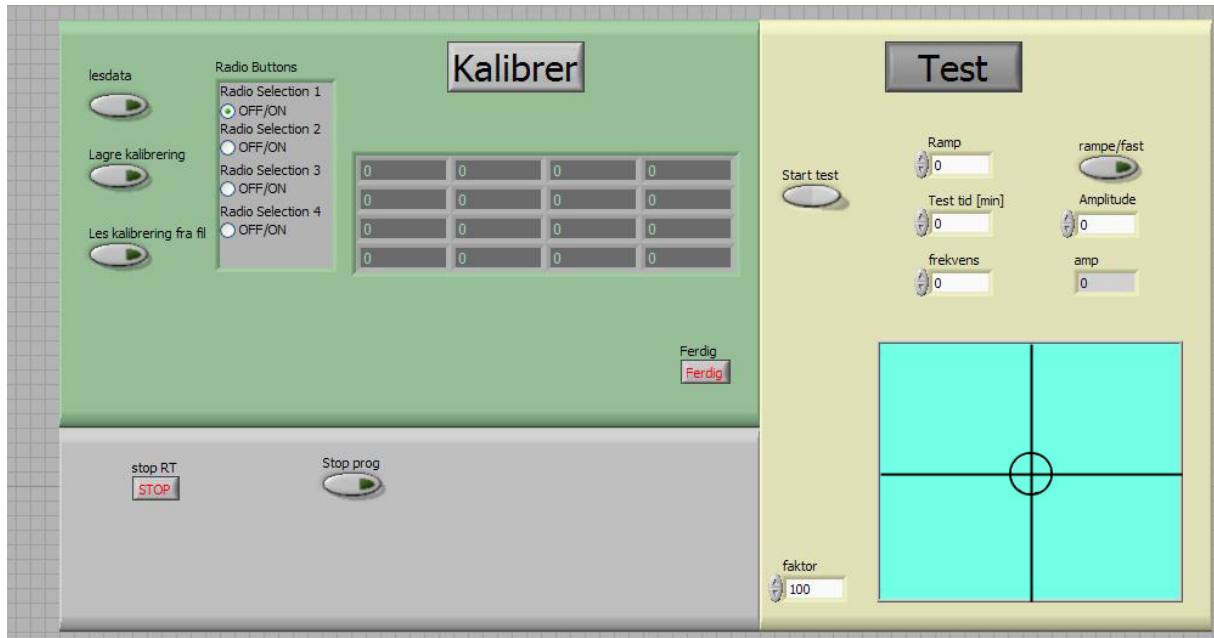 Kalibrer
lesdata
Lagre kalibrering
Les kalibrering fra fil
Radio Buttons
Radio Selection 1
OFF/ON
Radio Selection 2
OFF/ON
Radio Selection 3
OFF/ON
Radio Selection 4
OFF/ON
0 0 0 0
0 0 0 0
0 0 0 0
0 0 0 0
Ferdig
Ferdig
stop RT
STOP
Stop prog
Test
Start test
Ramp
0
rampe/fast
Test tid [min]
0
Amplitude
0
frekvens
0
amp
0
faktor
100